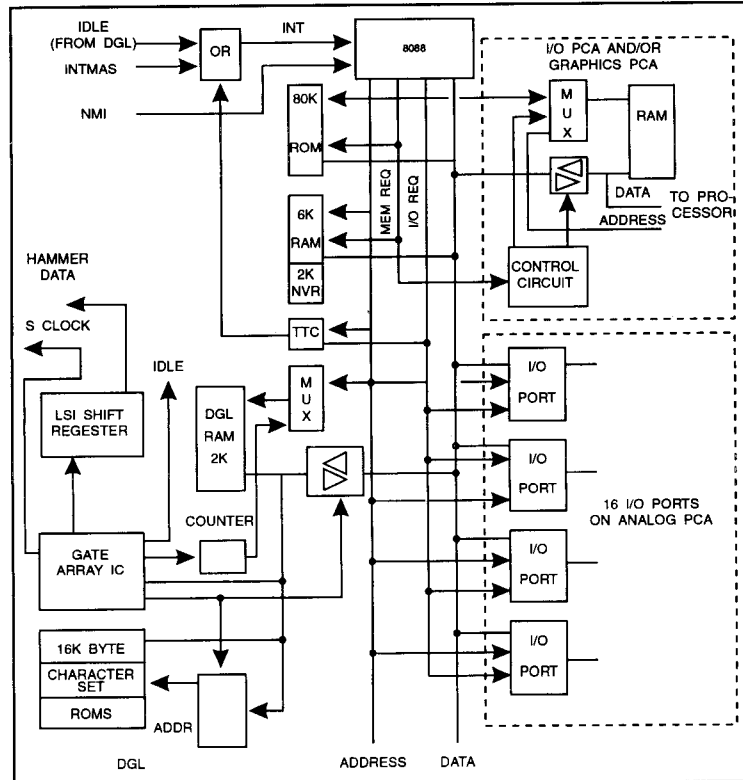 IDLE
(FROM DGL)
INTMAS
NMI
OR
INT
8088
I/O PCA AND/OR
GRAPHICS PCA
M
U
X
RAM
DATA
TO PRO-
CESSOR
ADDRESS
CONTROL
CIRCUIT
80K
ROM
MEM REQ
I/O REQ
6K
RAM
2K
NVR
TTC
HAMMER
DATA
S CLOCK
IDLE
LSI SHIFT
REGESTER
DGL
RAM
2K
M
U
X
COUNTER
GATE
ARRAY IC
16K BYTE
CHARACTER
SET
ROMS
ADDR
DGL
ADDRESS
DATA
I/O
PORT
I/O
PORT
I/O
PORT
I/O
PORT
16 I/O PORTS
ON ANALOG PCA